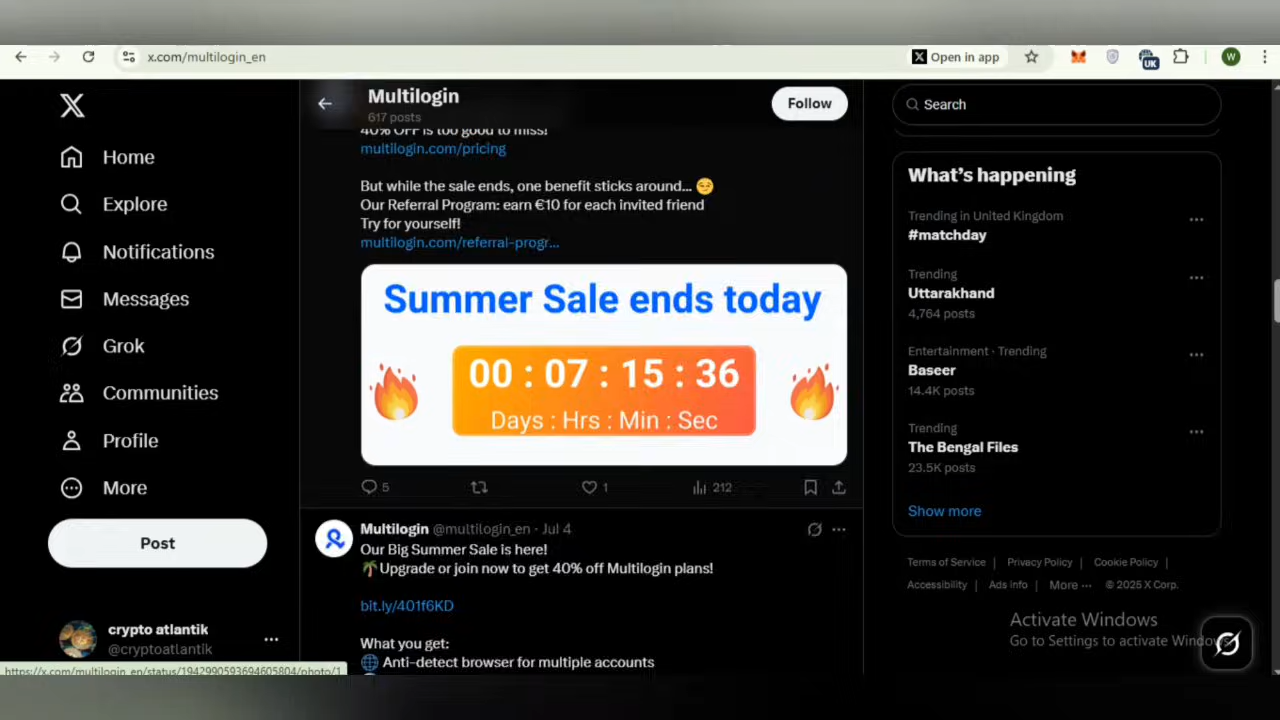 x.com/multilogin_en
Open in app
UK
W
Home
Explore
Notifications
Messages
Grok
Communities
Profile
More
Post
crypto atlantik
@cryptoatlantik
https://x.com/multilogin_en/status/1942990593694605804/photo/1
Multilogin
617 posts
Follow
40% OFF is too good to miss!
multilogin.com/pricing
But while the sale ends, one benefit sticks around... 😏
Our Referral Program: earn €10 for each invited friend
Try for yourself!
multilogin.com/referral-progr...
Summer Sale ends today
00 : 07 : 15 : 36
Days : Hrs : Min : Sec
5
1
212
Multilogin @multilogin_en · Jul 4
Our Big Summer Sale is here!
🌴Upgrade or join now to get 40% off Multilogin plans!
bit.ly/401f6KD
What you get:
🌐 Anti-detect browser for multiple accounts
Search
What's happening
Trending in United Kingdom
#matchday
Trending
Uttarakhand
4,764 posts
Entertainment · Trending
Baseer
14.4K posts
Trending
The Bengal Files
23.5K posts
Show more
Terms of Service | Privacy Policy | Cookie Policy |
Accessibility | Ads info | More ··· © 2025 X Corp.
Activate Windows
Go to Settings to activate Windows